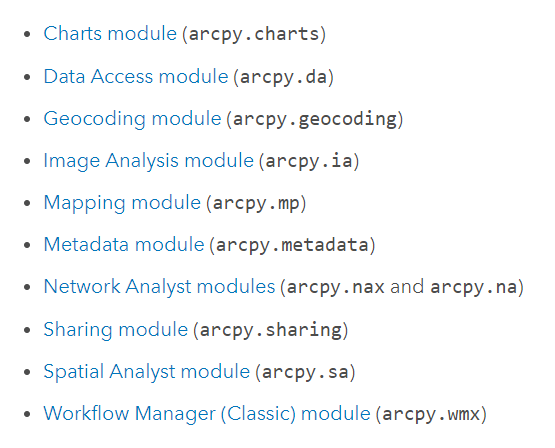 • Charts module (arcpy.charts)
• Data Access module (arcpy.da)
• Geocoding module (arcpy.geocoding)
• Image Analysis module (arcpy.ia)
• Mapping module (arcpy.mp)
• Metadata module (arcpy.metadata)
• Network Analyst modules (arcpy.nax and arcpy.na)
• Sharing module (arcpy.sharing)
• Spatial Analyst module (arcpy.sa)
• Workflow Manager (Classic) module (arcpy.wmx)